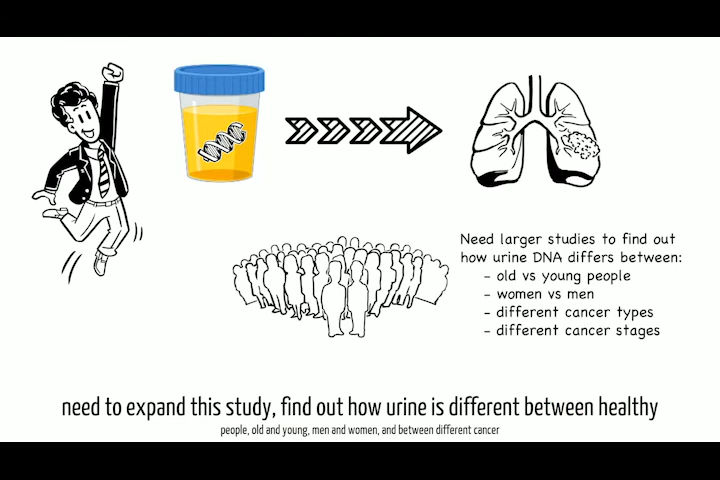 Need larger studies to find out
how urine DNA differs between:
- old vs young people
- women vs men
- different cancer types
- different cancer stages
need to expand this study, find out how urine is different between healthy
people, old and young, men and women, and between different cancer